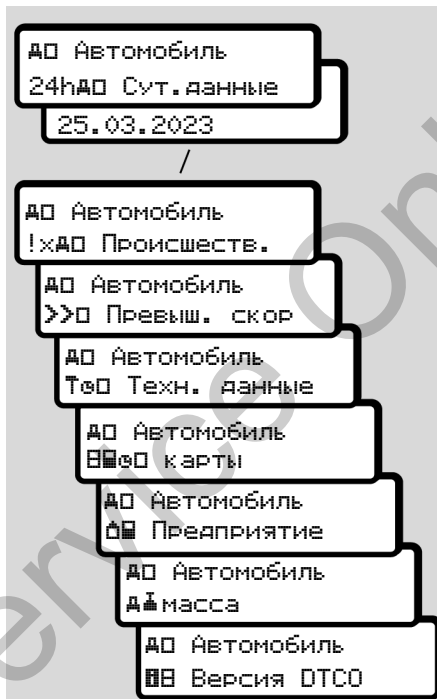 Автомобиль
24h Сут.данные
25.03.2023
/
Автомобиль
!x Происшеств.
Автомобиль
>> Превыш. скор
Автомобиль
Техн. данные
Автомобиль
карты
Автомобиль
Предприятие
Автомобиль
масса
Автомобиль
Версия DTCO